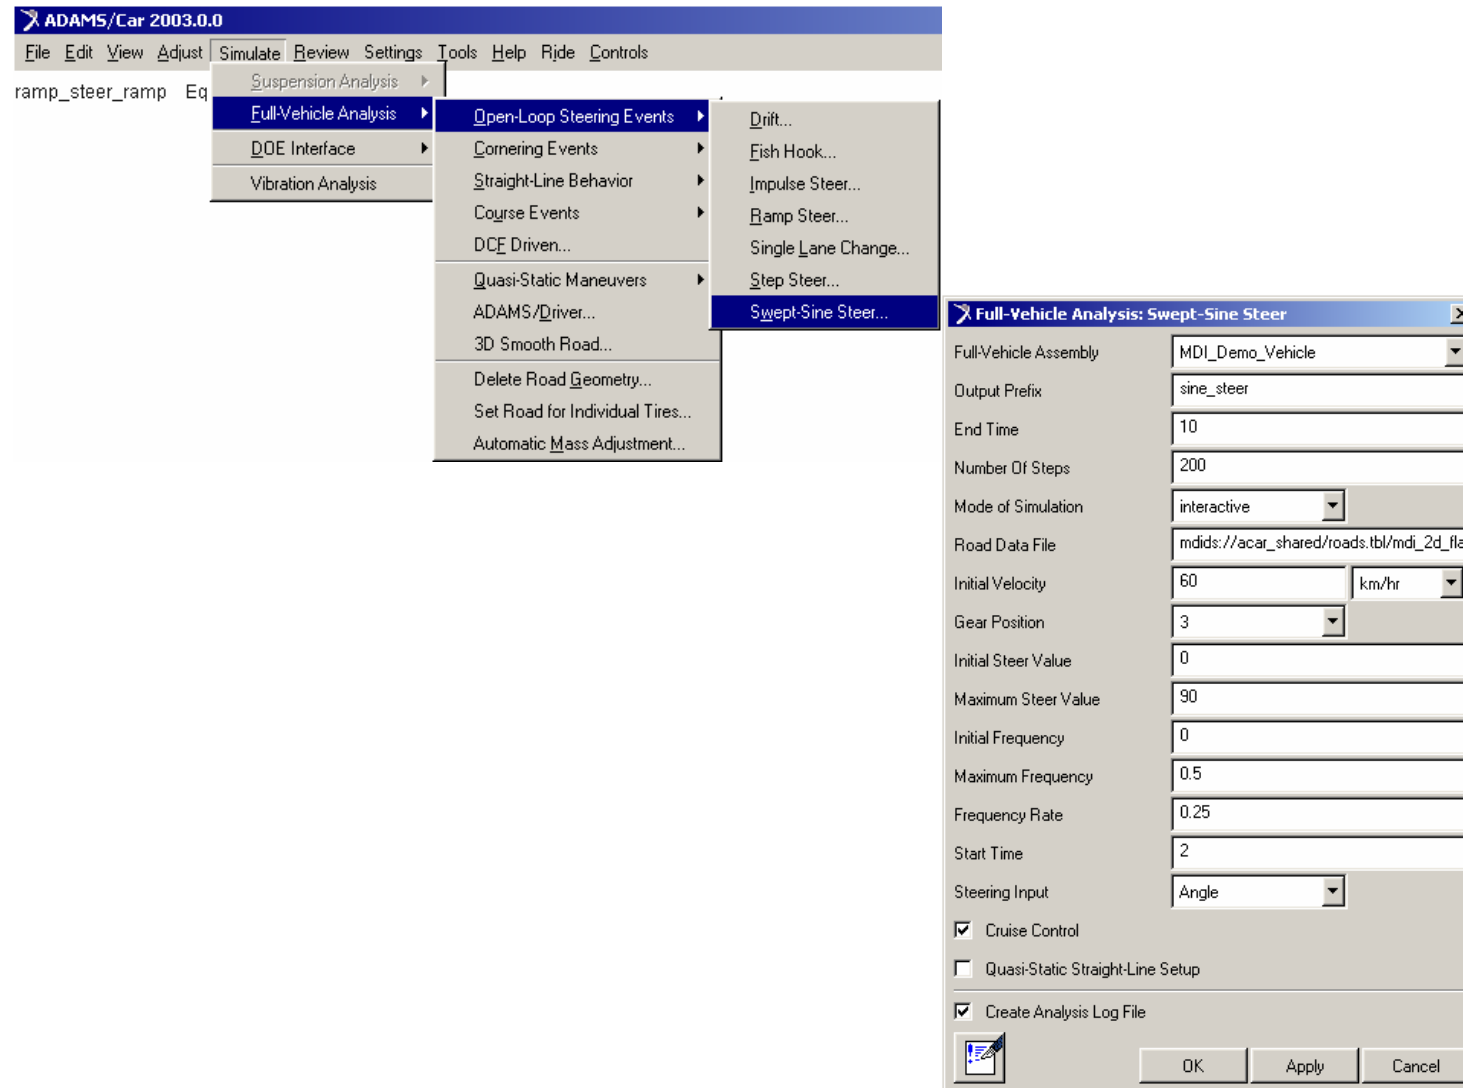 ADAMS/Car 2003.0.0
File Edit View Adjust Simulate Review Settings Tools Help Ride Controls
ramp_steer_ramp Eq
Suspension Analysis
Full-Vehicle Analysis
DOE Interface
Vibration Analysis
Open-Loop Steering Events
Cornering Events
Straight-Line Behavior
Course Events
DCF Driven...
Quasi-Static Maneuvers
ADAMS/Driver...
3D Smooth Road...
Delete Road Geometry...
Set Road for Individual Tires...
Automatic Mass Adjustment...
Drift...
Fish Hook...
Impulse Steer...
Ramp Steer...
Single Lane Change...
Step Steer...
Swept-Sine Steer...
Full-Vehicle Analysis: Swept-Sine Steer
Full-Vehicle Assembly MDI_Demo_Vehicle
Output Prefix sine_steer
End Time 10
Number Of Steps 200
Mode of Simulation interactive
Road Data File mdids://acar_shared/roads.tbl/mdi_2d_fla
Initial Velocity 60 km/hr
Gear Position 3
Initial Steer Value 0
Maximum Steer Value 90
Initial Frequency 0
Maximum Frequency 0.5
Frequency Rate 0.25
Start Time 2
Steering Input Angle
Cruise Control
Quasi-Static Straight-Line Setup
Create Analysis Log File
OK Apply Cancel